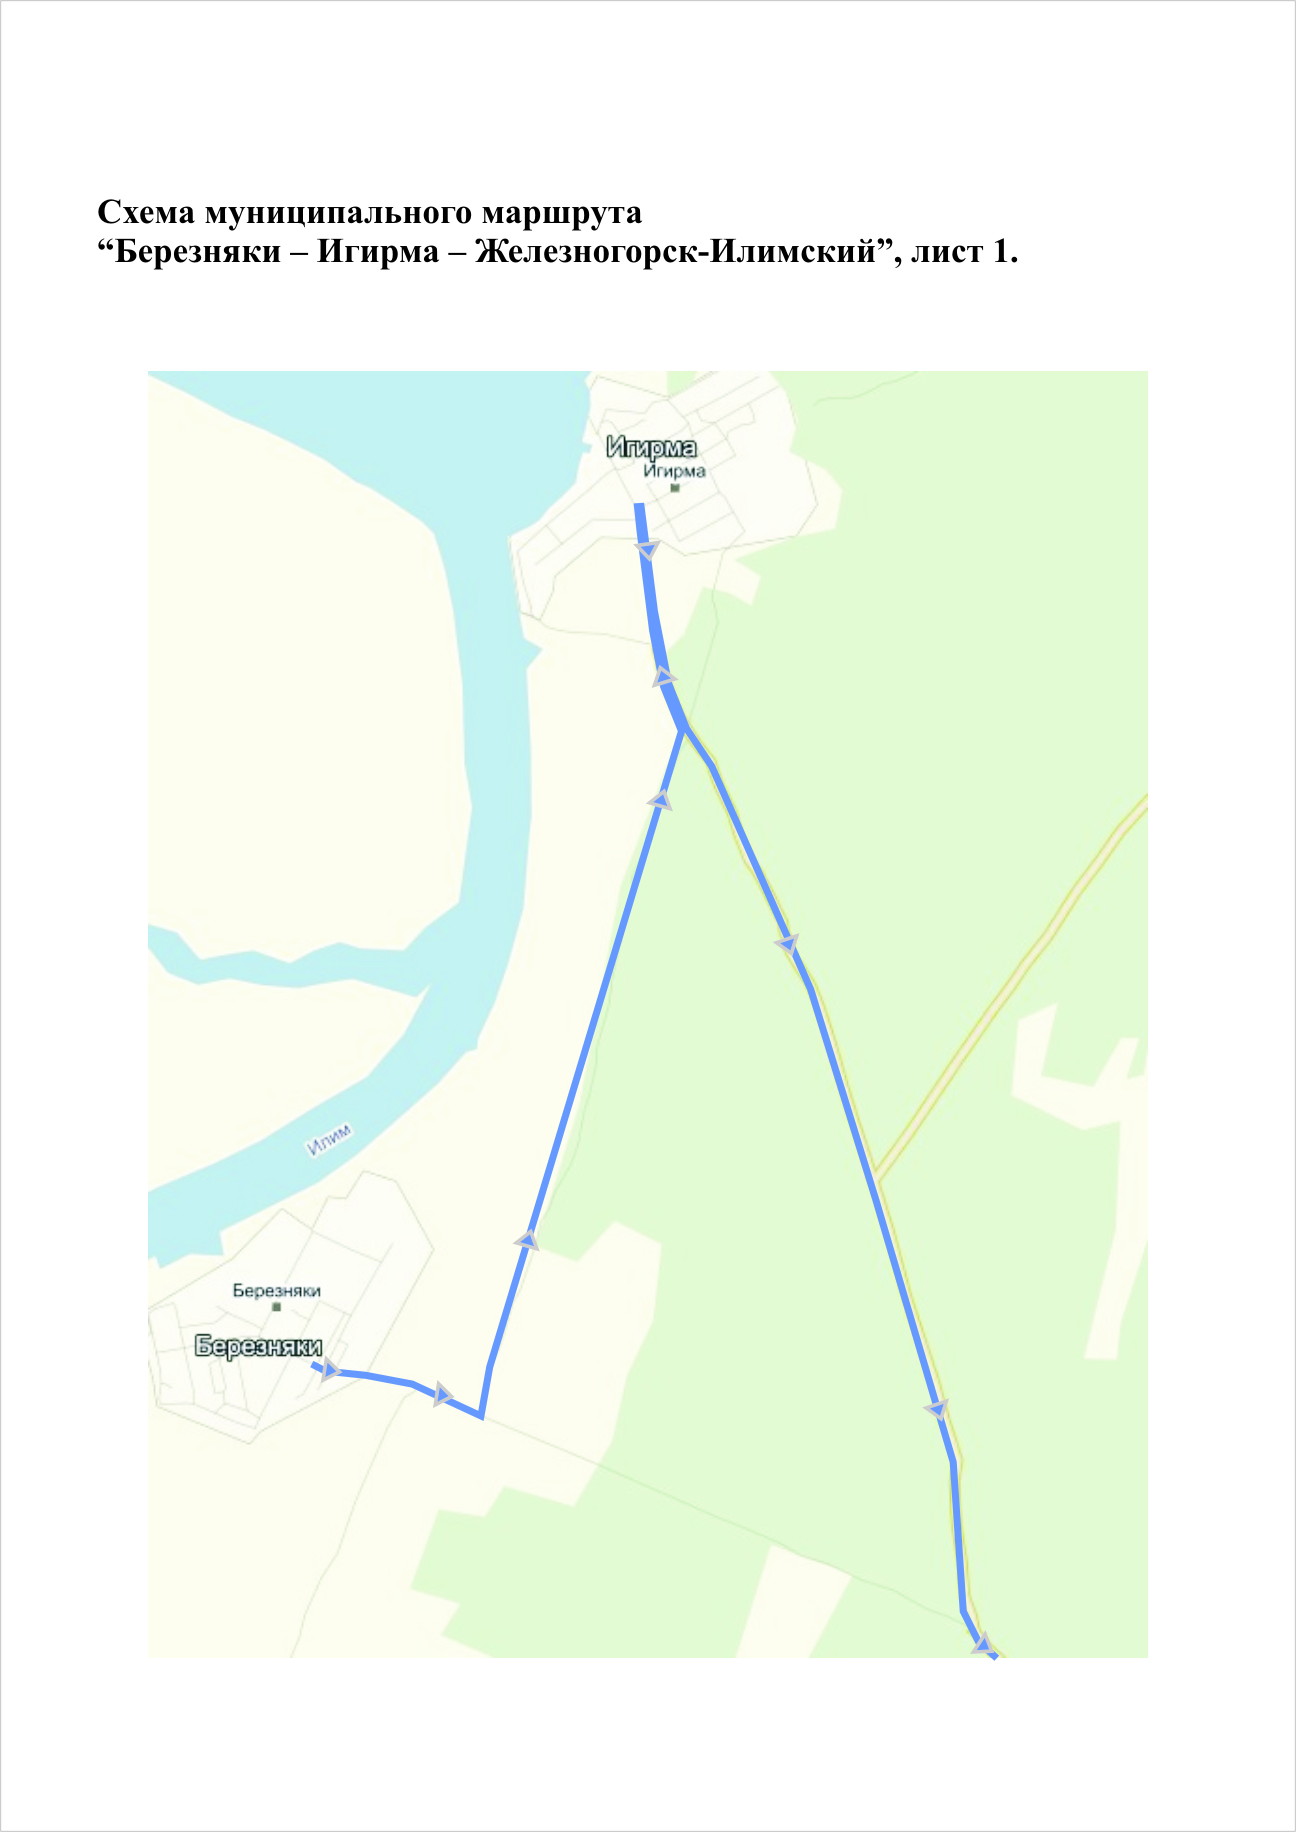 Схема муниципального маршрута
“Березняки – Игирма – Железногорск-Илимский”, лист 1.
Игирма
Игирма
Илим
Березняки
Березняки